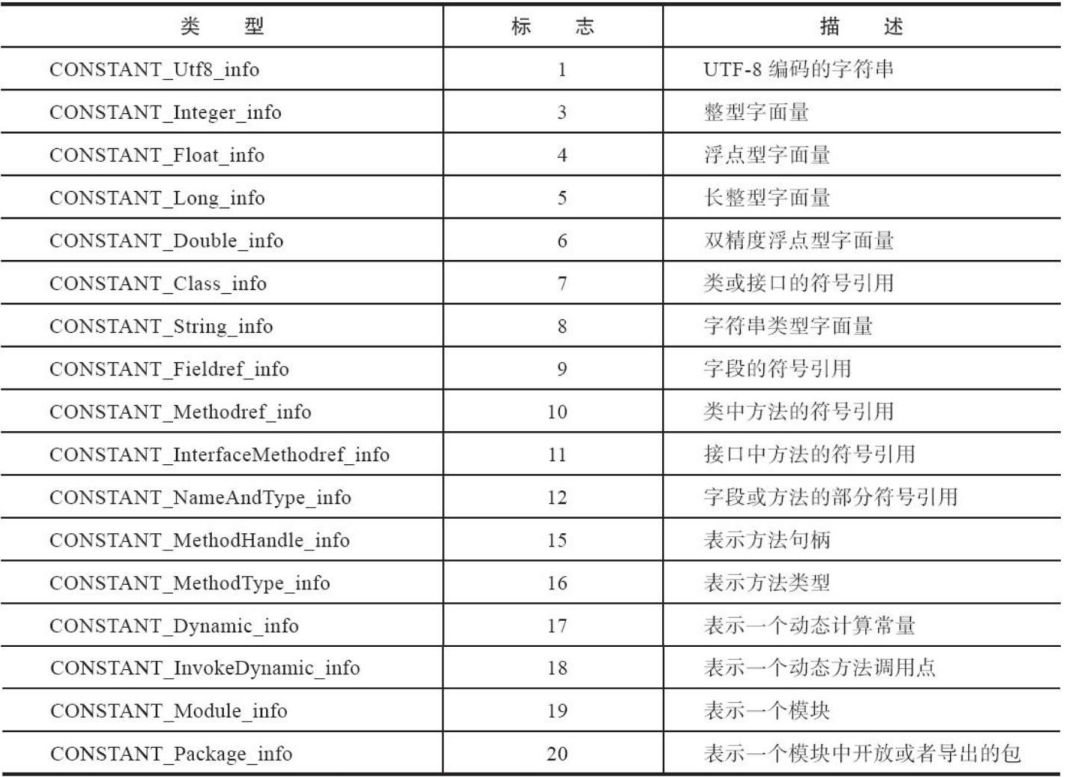 类 型 标 志 描 述
CONSTANT_Utf8_info 1 UTF-8 编码的字符串
CONSTANT_Integer_info 3 整型字面量
CONSTANT_Float_info 4 浮点型字面量
CONSTANT_Long_info 5 长整型字面量
CONSTANT_Double_info 6 双精度浮点型字面量
CONSTANT_Class_info 7 类或接口的符号引用
CONSTANT_String_info 8 字符串类型字面量
CONSTANT_Fieldref_info 9 字段的符号引用
CONSTANT_Methodref_info 10 类中方法的符号引用
CONSTANT_InterfaceMethodref_info 11 接口中方法的符号引用
CONSTANT_NameAndType_info 12 字段或方法的部分符号引用
CONSTANT_MethodHandle_info 15 表示方法句柄
CONSTANT_MethodType_info 16 表示方法类型
CONSTANT_Dynamic_info 17 表示一个动态计算常量
CONSTANT_InvokeDynamic_info 18 表示一个动态方法调用点
CONSTANT_Module_info 19 表示一个模块
CONSTANT_Package_info 20 表示一个模块中开放或者导出的包